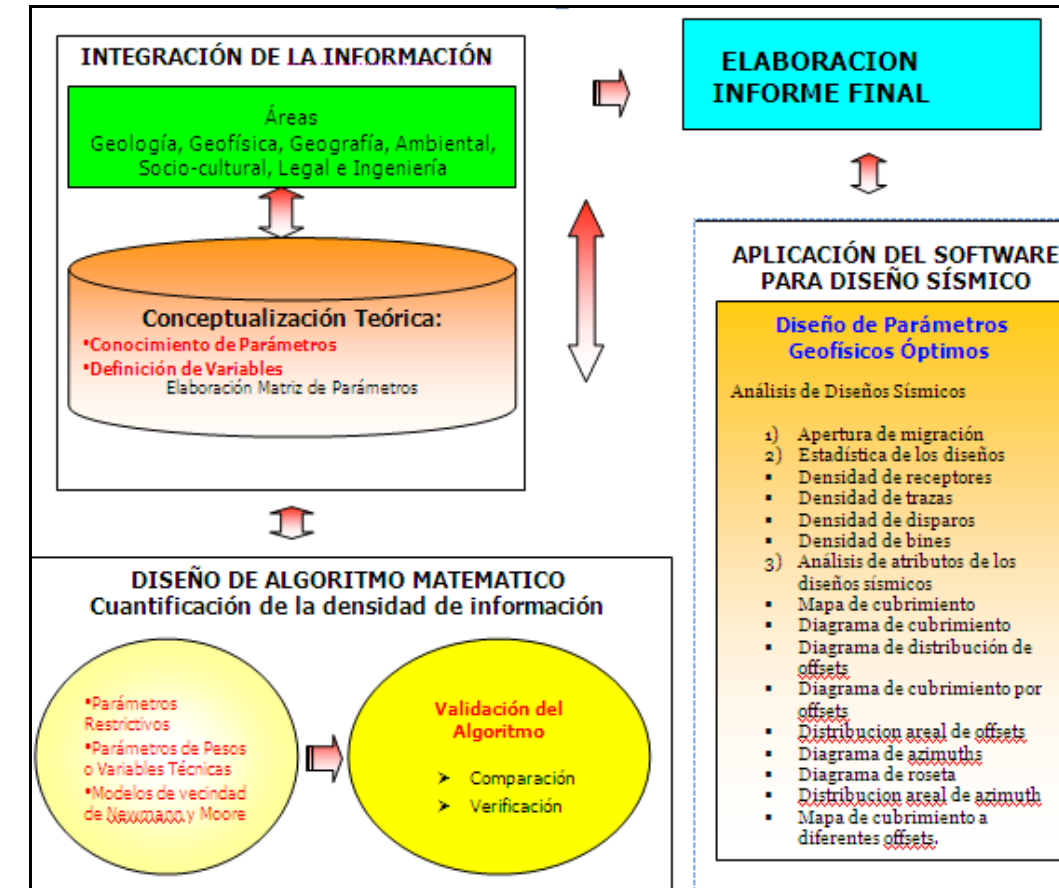 INTEGRACIÓN DE LA INFORMACIÓN
Áreas
Geología, Geofísica, Geografía, Ambiental,
Socio-cultural, Legal e Ingeniería
Conceptualización Teórica:
•Conocimiento de Parámetros
•Definición de Variables
Elaboración Matriz de Parámetros
ELABORACION
INFORME FINAL
DISEÑO DE ALGORITMO MATEMATICO
Cuantificación de la densidad de información
•Parámetros
Restrictivos
•Parámetros de Pesos
o Variables Técnicas
•Modelos de vecindad
de Newmann y Moore
Validación del
Algoritmo
➤ Comparación
➤ Verificación
APLICACIÓN DEL SOFTWARE
PARA DISEÑO SÍSMICO
Diseño de Parámetros
Geofísicos Óptimos
Análisis de Diseños Sísmicos
1) Apertura de migración
2) Estadística de los diseños
▪ Densidad de receptores
▪ Densidad de trazas
▪ Densidad de disparos
▪ Densidad de bines
3) Análisis de atributos de los
diseños sísmicos
▪ Mapa de cubrimiento
▪ Diagrama de cubrimiento
▪ Diagrama de distribución de
offsets
▪ Diagrama de cubrimiento por
offsets
▪ Distribucion areal de offsets
▪ Diagrama de azimuths
▪ Diagrama de roseta
▪ Distribucion areal de azimuth
▪ Mapa de cubrimiento a
diferentes offsets.